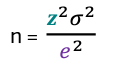 n = z²σ² / e²